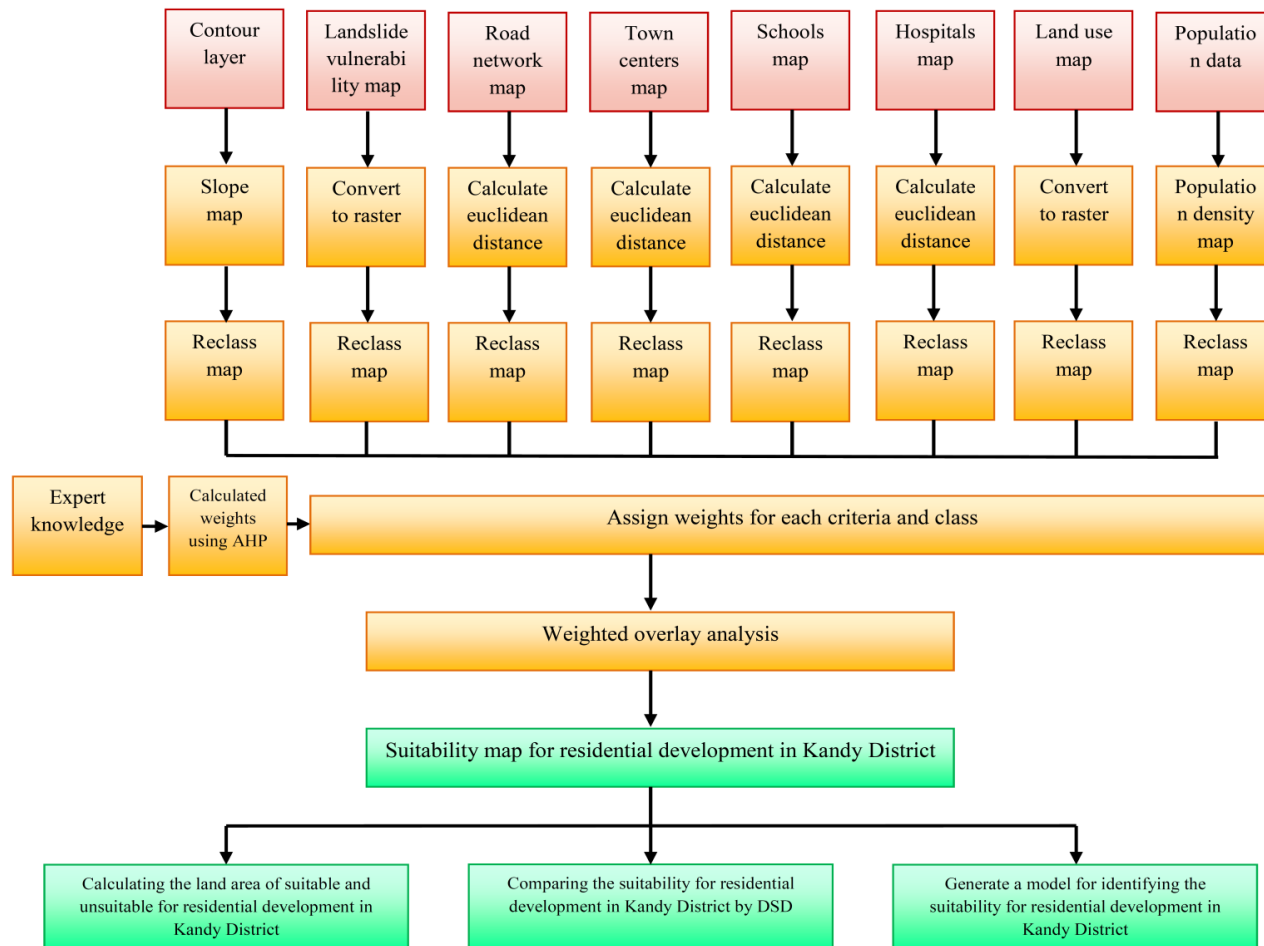 Contour
layer
Landslide
vulnerabi
lity map
Road
network
map
Town
centers
map
Schools
map
Hospitals
map
Land use
map
Populatio
n data
Slope
map
Convert
to raster
Calculate
euclidean
distance
Calculate
euclidean
distance
Calculate
euclidean
distance
Calculate
euclidean
distance
Convert
to raster
Populatio
n density
map
Reclass
map
Reclass
map
Reclass
map
Reclass
map
Reclass
map
Reclass
map
Reclass
map
Reclass
map
Expert
knowledge
Calculated
weights
using AHP
Assign weights for each criteria and class
Weighted overlay analysis
Suitability map for residential development in Kandy District
Calculating the land area of suitable and
unsuitable for residential development in
Kandy District
Comparing the suitability for residential
development in Kandy District by DSD
Generate a model for identifying the
suitability for residential development in
Kandy District